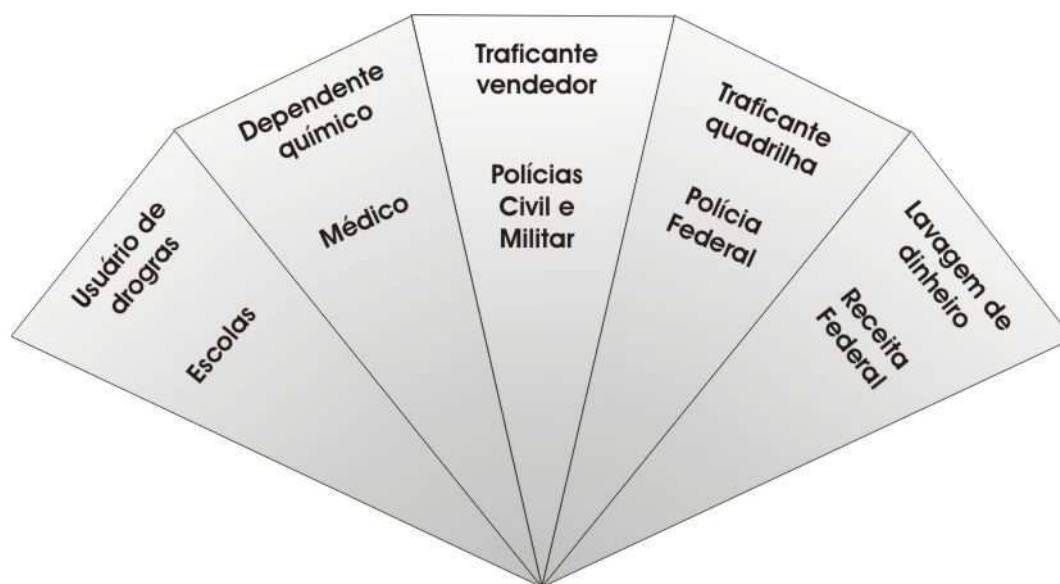 Usuário de
drogras
Escolas
Dependente
químico
Médico
Traficante
vendedor
Polícias
Civil e
Militar
Traficante
quadrilha
Polícia
Federal
Lavagem de
dinheiro
Receita
Federal